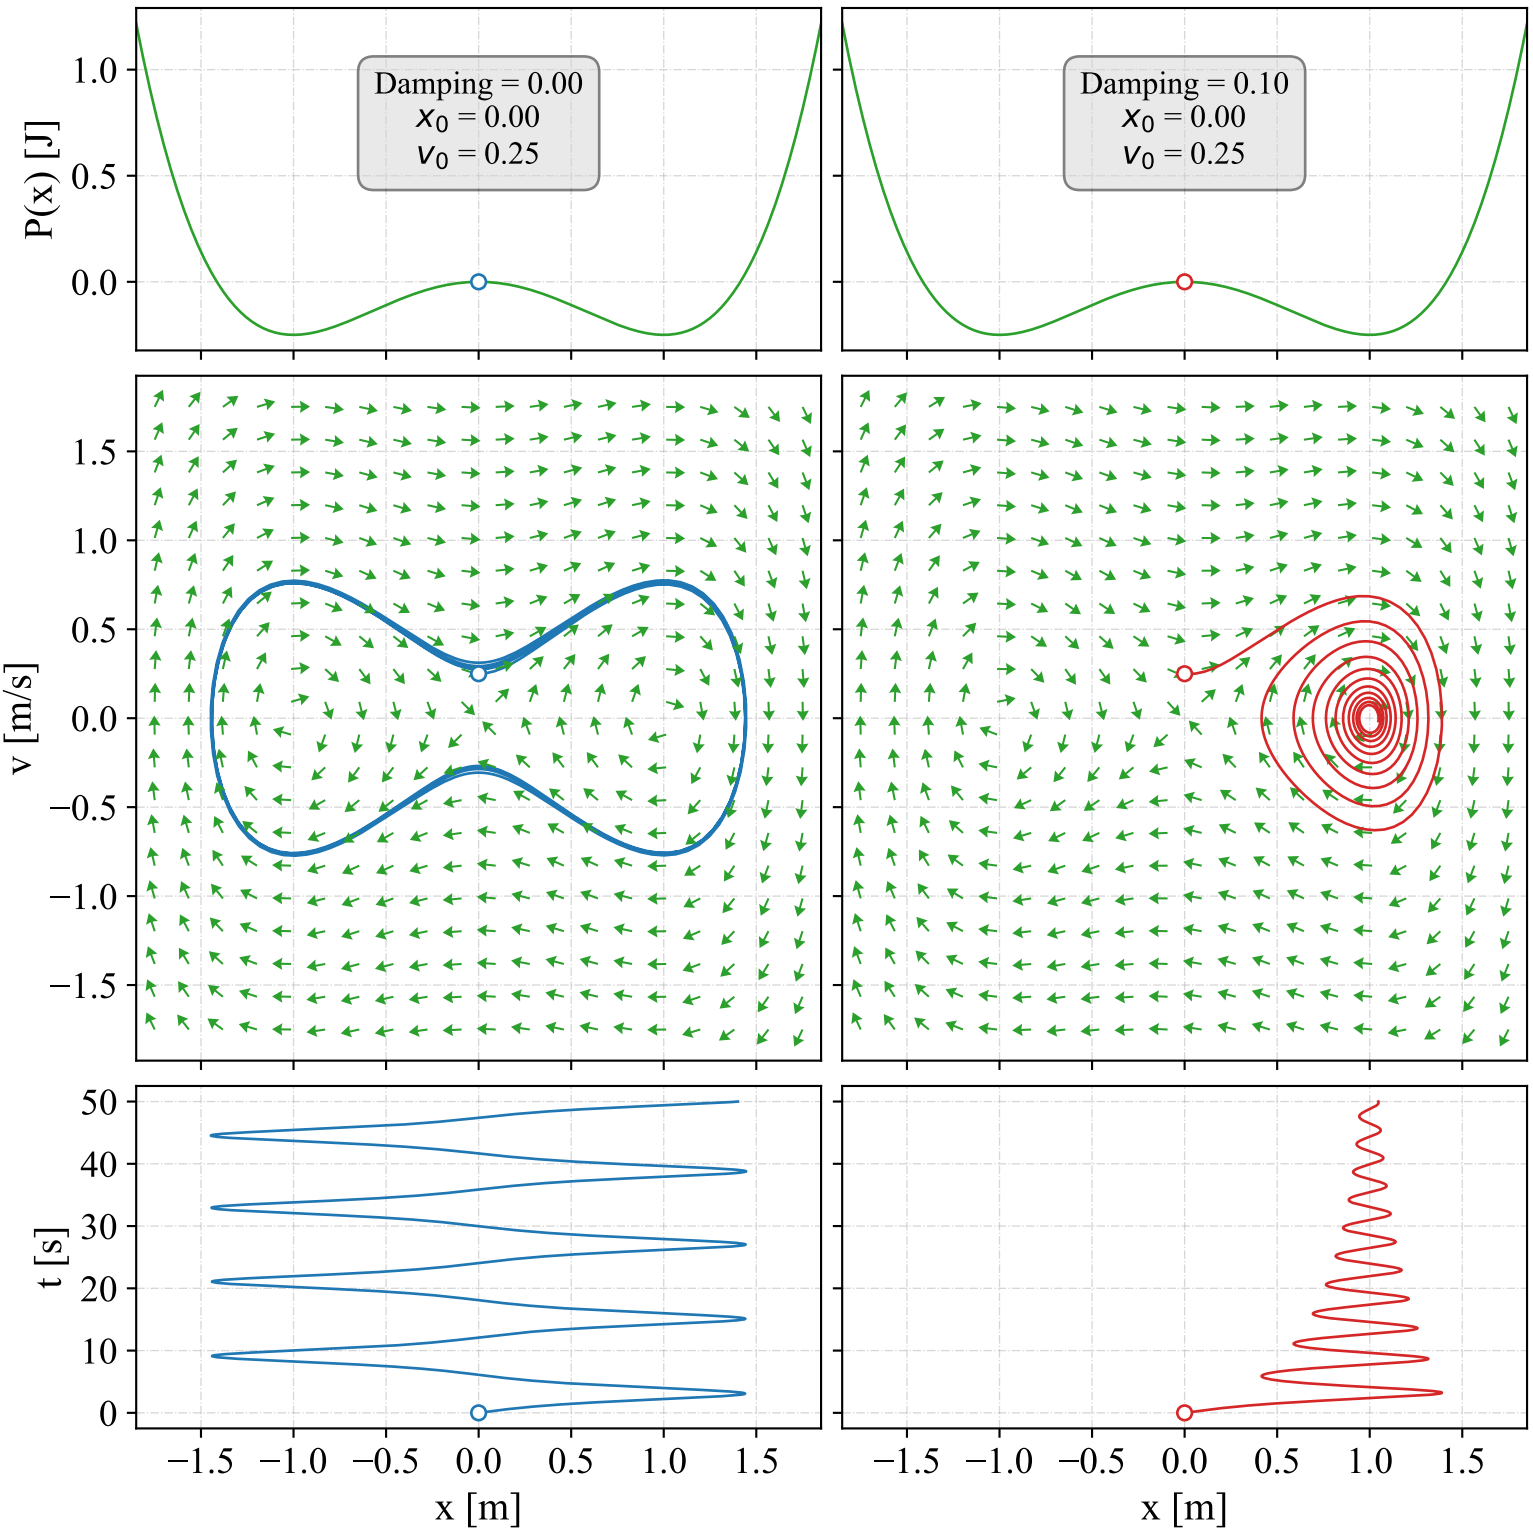 P(x) [J]
1.0
0.5
0.0
Damping = 0.00
x₀ = 0.00
v₀ = 0.25
Damping = 0.10
x₀ = 0.00
v₀ = 0.25
v [m/s]
1.5
1.0
0.5
0.0
−0.5
−1.0
−1.5
t [s]
50
40
30
20
10
0
−1.5 −1.0 −0.5 0.0 0.5 1.0 1.5
−1.5 −1.0 −0.5 0.0 0.5 1.0 1.5
x [m]
x [m]